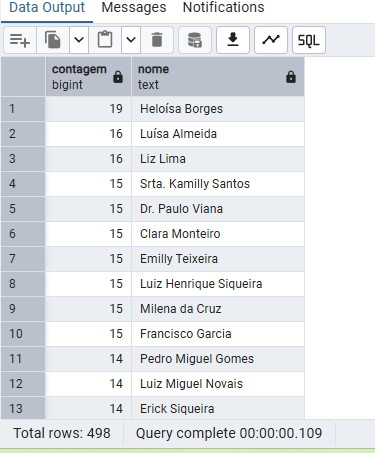 Data Output Messages Notifications
SQL
contagem nome
bigint text
1 19 Heloísa Borges
2 16 Luísa Almeida
3 16 Liz Lima
4 15 Srta. Kamilly Santos
5 15 Dr. Paulo Viana
6 15 Clara Monteiro
7 15 Emilly Teixeira
8 15 Luiz Henrique Siqueira
9 15 Milena da Cruz
10 15 Francisco Garcia
11 14 Pedro Miguel Gomes
12 14 Luiz Miguel Novais
13 14 Erick Siqueira
Total rows: 498 Query complete 00:00:00.109